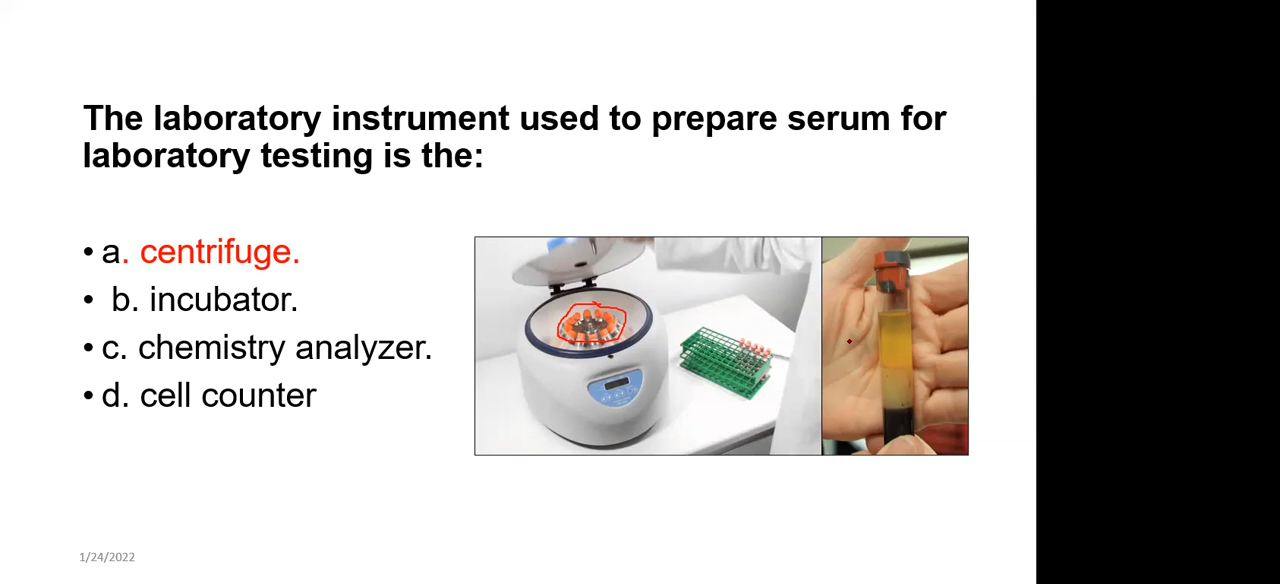 The laboratory instrument used to prepare serum for
laboratory testing is the:
• a. centrifuge.
• b. incubator.
• c. chemistry analyzer.
• d. cell counter
1/24/2022